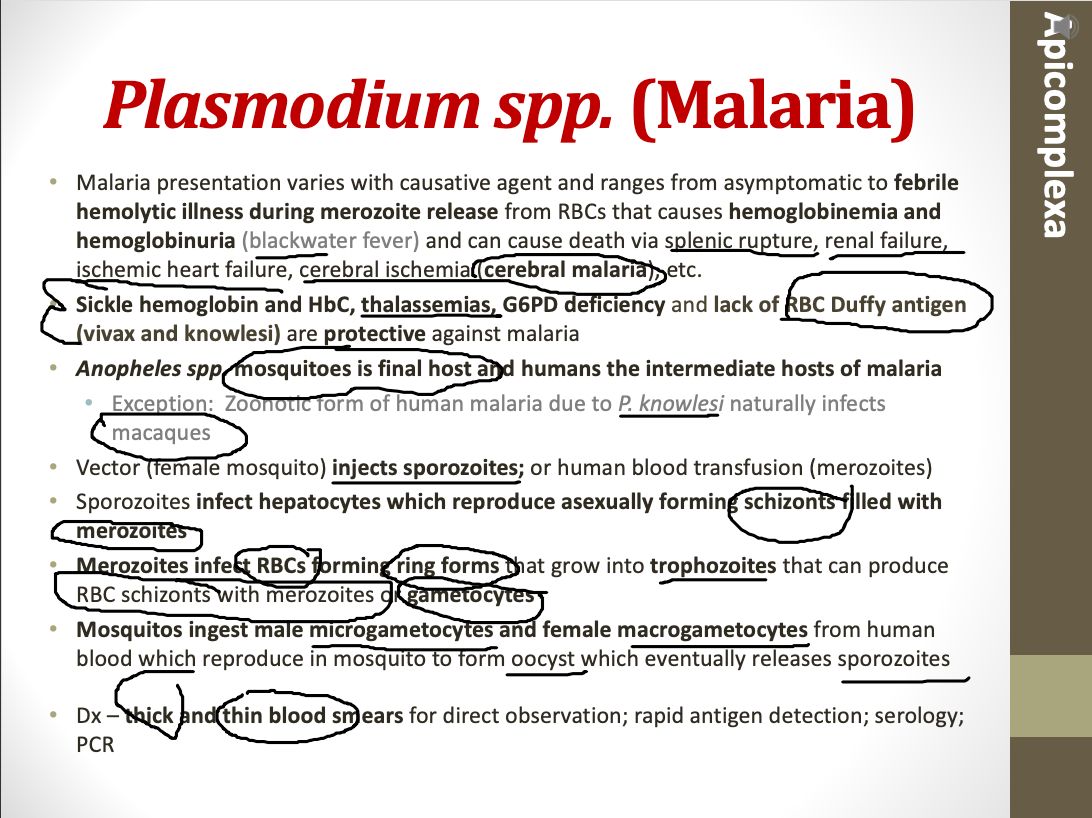 Plasmodium spp. (Malaria)
• Malaria presentation varies with causative agent and ranges from asymptomatic to febrile
hemolytic illness during merozoite release from RBCs that causes hemoglobinemia and
hemoglobinuria (blackwater fever) and can cause death via splenic rupture, renal failure,
ischemic heart failure, cerebral ischemia (cerebral malaria), etc.
• Sickle hemoglobin and HbC, thalassemias, G6PD deficiency and lack of RBC Duffy antigen
(vivax and knowlesi) are protective against malaria
• Anopheles spp. mosquitoes is final host and humans the intermediate hosts of malaria
• Exception: Zoonotic form of human malaria due to P. knowlesi naturally infects
macaques
• Vector (female mosquito) injects sporozoites; or human blood transfusion (merozoites)
• Sporozoites infect hepatocytes which reproduce asexually forming schizonts filled with
merozoites
• Merozoites infect RBCs forming ring forms that grow into trophozoites that can produce
RBC schizonts with merozoites or gametocytes
• Mosquitos ingest male microgametocytes and female macrogametocytes from human
blood which reproduce in mosquito to form oocyst which eventually releases sporozoites
• Dx – thick and thin blood smears for direct observation; rapid antigen detection; serology;
PCR
Apicomplexa